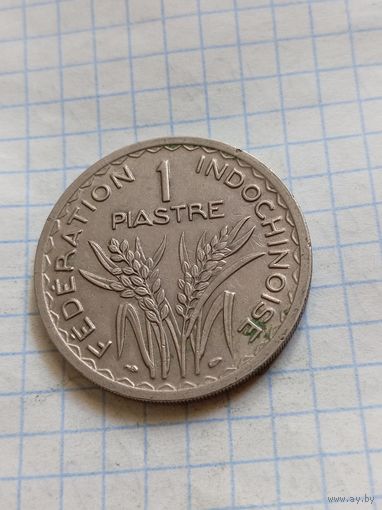 FÉDÉRATION INDOCHINOISE
1
PIASTRE
www.ay.by